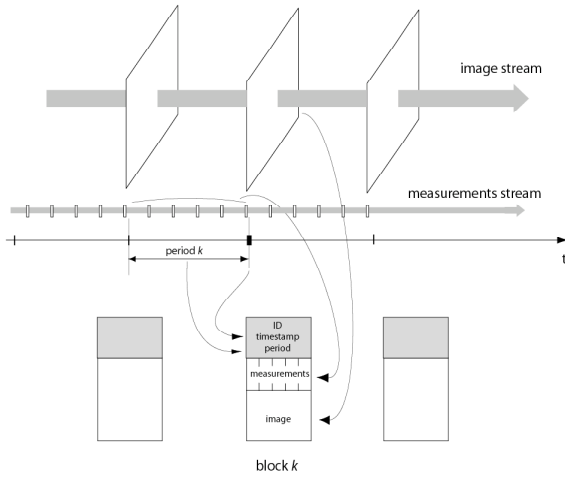 image stream
measurements stream
period k
t
ID
timestamp
period
measurements
image
block k